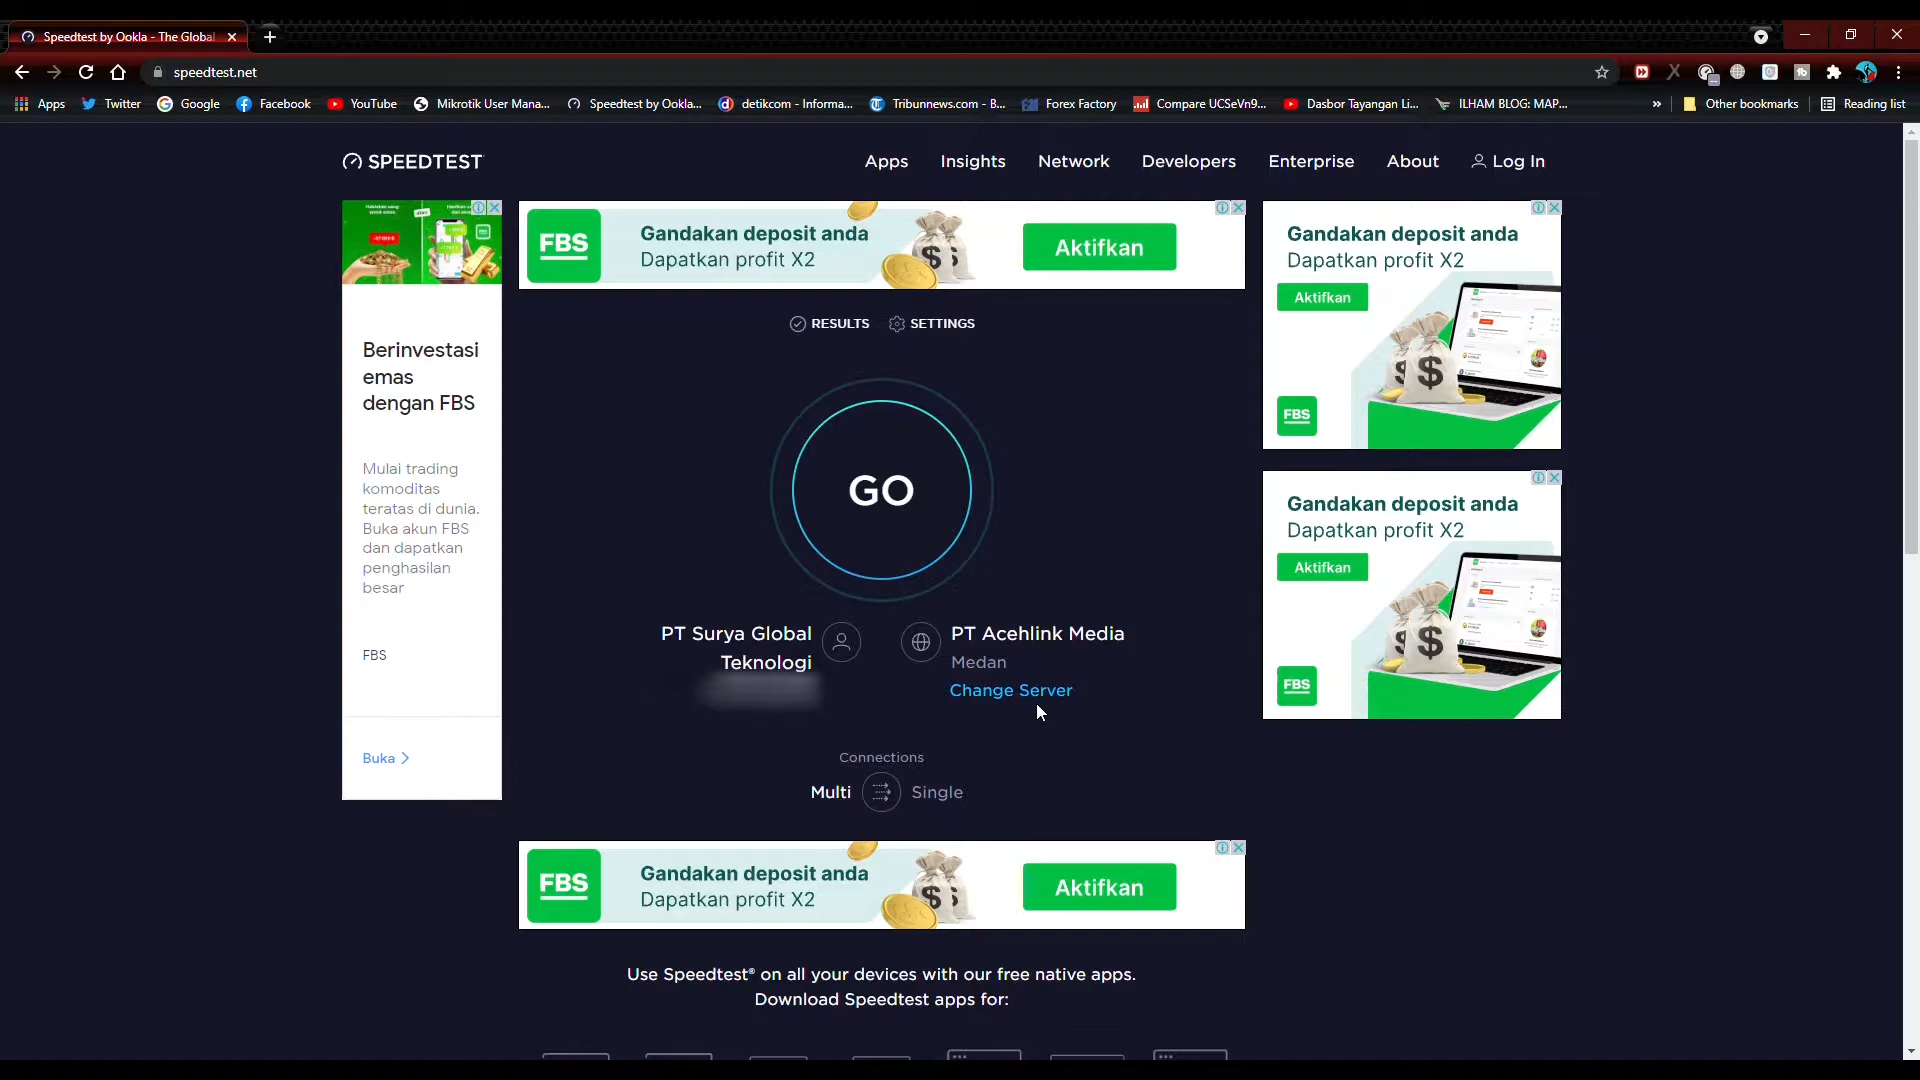 Speedtest by Ookla - The Global
speedtest.net
Apps
Twitter
Google
Facebook
YouTube
Mikrotik User Mana...
Speedtest by Ookla...
detikcom - Informa...
Tribunnews.com - B...
Forex Factory
Compare UCSeVn9...
Dasbor Tayangan Li...
ILHAM BLOG: MAP...
»
Other bookmarks
Reading list
SPEEDTEST
Apps
Insights
Network
Developers
Enterprise
About
Log In
Berinvestasi
emas
dengan FBS
Mulai trading
komoditas
teratas di dunia.
Buka akun FBS
dan dapatkan
penghasilan
besar
FBS
Buka
FBS
Gandakan deposit anda
Dapatkan profit X2
Aktifkan
RESULTS
SETTINGS
GO
PT Surya Global
Teknologi
PT Acehlink Media
Medan
Change Server
Connections
Multi
Single
FBS
Gandakan deposit anda
Dapatkan profit X2
Aktifkan
Use Speedtest® on all your devices with our free native apps.
Download Speedtest apps for:
Gandakan deposit anda
Dapatkan profit X2
Aktifkan
$
FBS
Gandakan deposit anda
Dapatkan profit X2
Aktifkan
$
FBS